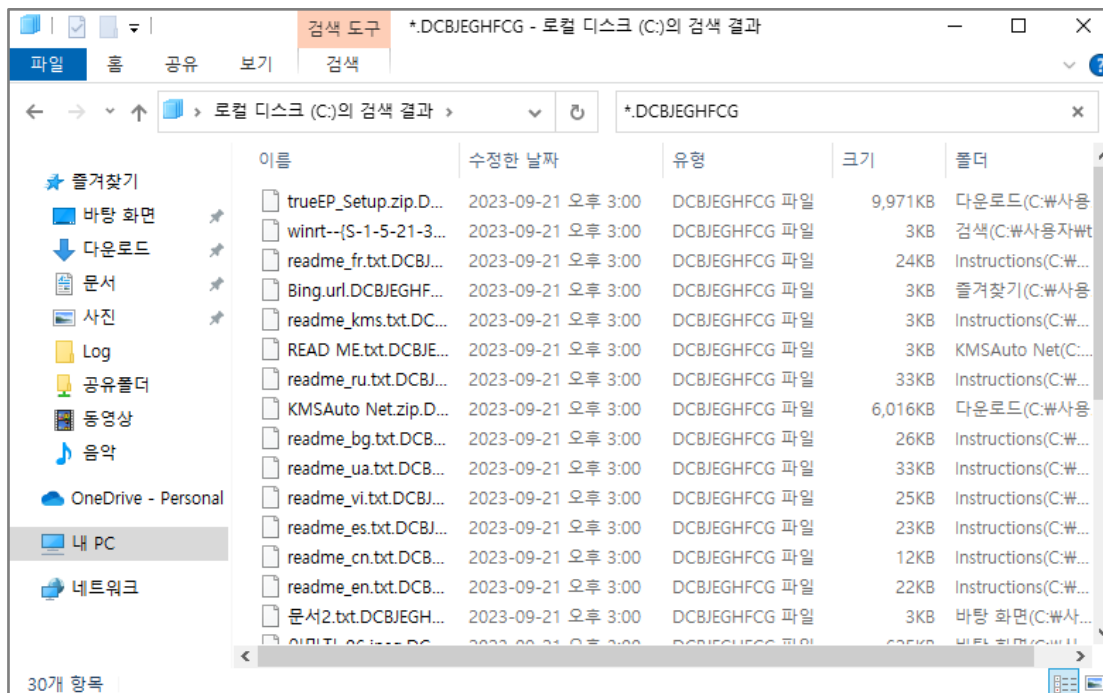 검색 도구 *.DCBJEGHFCG - 로컬 디스크 (C:)의 검색 결과
파일 홈 공유 보기 검색
로컬 디스크 (C:)의 검색 결과 *.DCBJEGHFCG
이름 수정한 날짜 유형 크기 폴더
즐겨찾기
바탕 화면
다운로드
문서
사진
Log
공유폴더
동영상
음악
OneDrive - Personal
내 PC
네트워크
trueEP_Setup.zip.D... 2023-09-21 오후 3:00 DCBJEGHFCG 파일 9,971KB 다운로드(C:₩사용
winrt--{S-1-5-21-3... 2023-09-21 오후 3:00 DCBJEGHFCG 파일 3KB 검색(C:₩사용자₩t
readme_fr.txt.DCBJ... 2023-09-21 오후 3:00 DCBJEGHFCG 파일 24KB Instructions(C:₩...
Bing.url.DCBJEGHF... 2023-09-21 오후 3:00 DCBJEGHFCG 파일 3KB 즐겨찾기(C:₩사용
readme_kms.txt.DC... 2023-09-21 오후 3:00 DCBJEGHFCG 파일 3KB Instructions(C:₩...
READ ME.txt.DCBJE... 2023-09-21 오후 3:00 DCBJEGHFCG 파일 3KB KMSAuto Net(C:...
readme_ru.txt.DCBJ... 2023-09-21 오후 3:00 DCBJEGHFCG 파일 33KB Instructions(C:₩...
KMSAuto Net.zip.D... 2023-09-21 오후 3:00 DCBJEGHFCG 파일 6,016KB 다운로드(C:₩사용
readme_bg.txt.DCB... 2023-09-21 오후 3:00 DCBJEGHFCG 파일 26KB Instructions(C:₩...
readme_ua.txt.DCB... 2023-09-21 오후 3:00 DCBJEGHFCG 파일 33KB Instructions(C:₩...
readme_vi.txt.DCBJ... 2023-09-21 오후 3:00 DCBJEGHFCG 파일 25KB Instructions(C:₩...
readme_es.txt.DCBJ... 2023-09-21 오후 3:00 DCBJEGHFCG 파일 23KB Instructions(C:₩...
readme_cn.txt.DCB... 2023-09-21 오후 3:00 DCBJEGHFCG 파일 12KB Instructions(C:₩...
readme_en.txt.DCB... 2023-09-21 오후 3:00 DCBJEGHFCG 파일 22KB Instructions(C:₩...
문서2.txt.DCBJEGH... 2023-09-21 오후 3:00 DCBJEGHFCG 파일 3KB 바탕 화면(C:₩사...
30개 항목